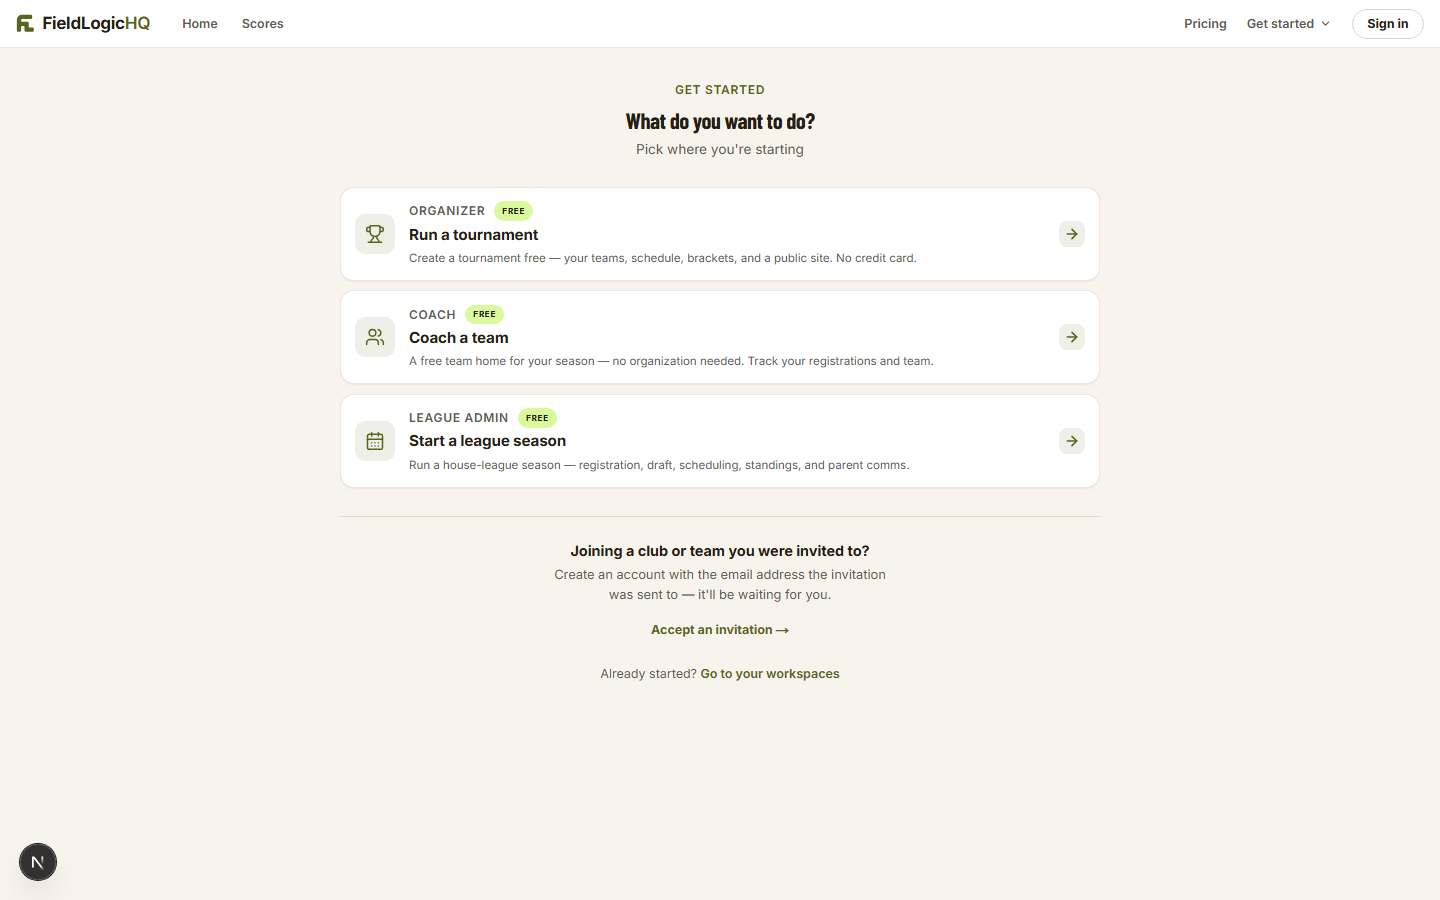 FieldLogicHQ
Home
Scores
Pricing
Get started
Sign in
GET STARTED
What do you want to do?
Pick where you're starting
ORGANIZER FREE
Run a tournament
Create a tournament free — your teams, schedule, brackets, and a public site. No credit card.
COACH FREE
Coach a team
A free team home for your season — no organization needed. Track your registrations and team.
LEAGUE ADMIN FREE
Start a league season
Run a house-league season — registration, draft, scheduling, standings, and parent comms.
Joining a club or team you were invited to?
Create an account with the email address the invitation
was sent to — it'll be waiting for you.
Accept an invitation →
Already started? Go to your workspaces
N